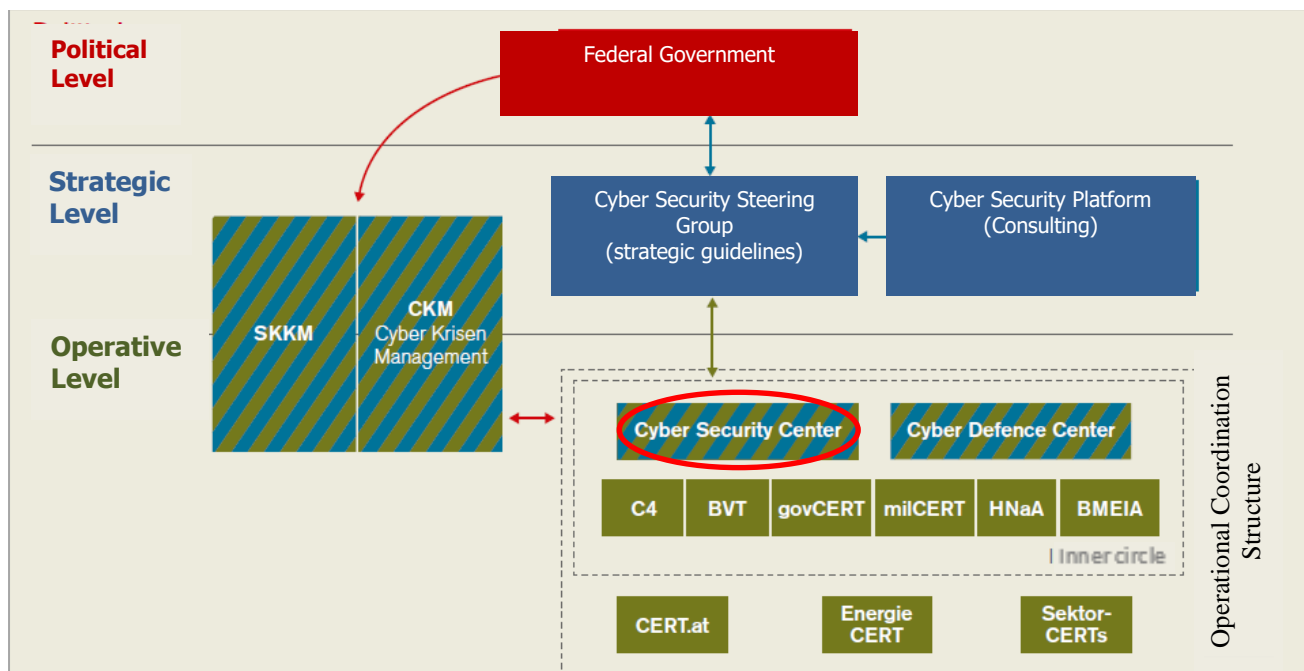 Political
Level
Federal Government
Strategic
Level
Cyber Security Steering
Group
(strategic guidelines)
Cyber Security Platform
(Consulting)
SKKM
CKM
Cyber Krisen
Management
Operative
Level
Cyber Security Center
Cyber Defence Center
C4
BVT
govCERT
milCERT
HNaA
BMEIA
Inner circle
CERT.at
Energie
CERT
Sektor-
CERTs
Operational Coordination
Structure